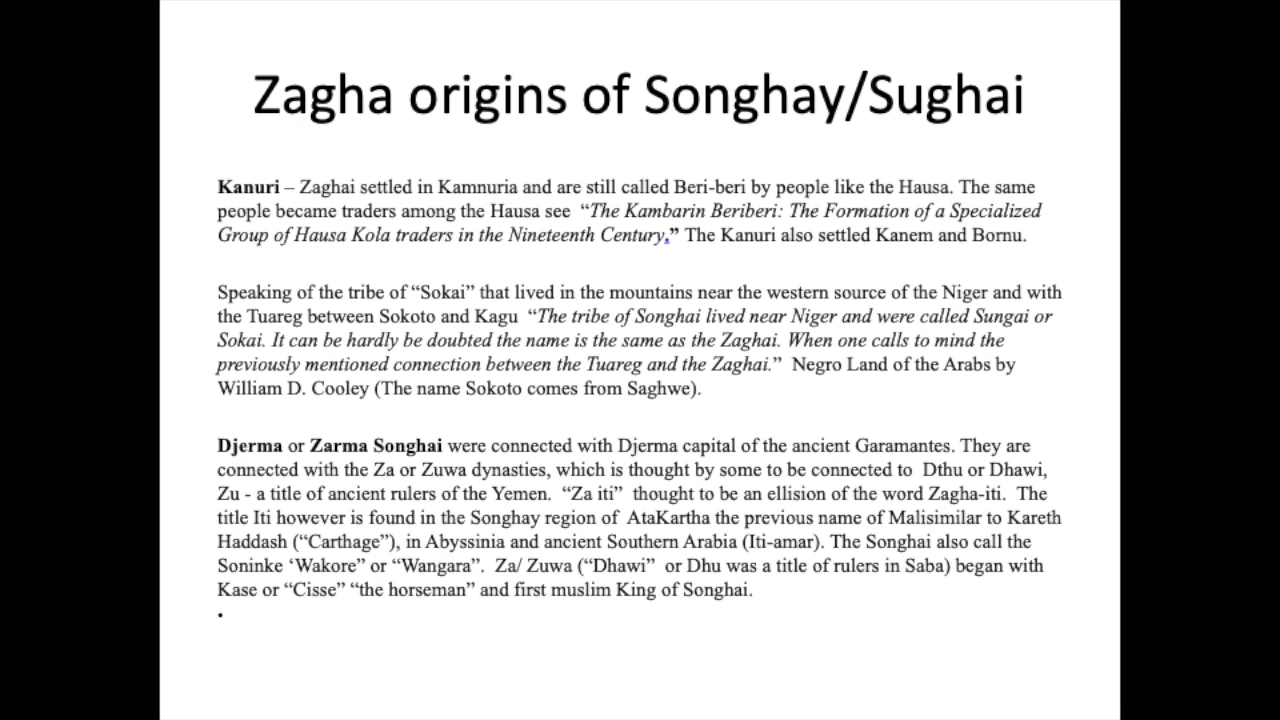 Zagha origins of Songhay/Sughai
Kanuri – Zaghai settled in Kamnuria and are still called Beri-beri by people like the Hausa. The same
people became traders among the Hausa see “The Kambarin Beriberi: The Formation of a Specialized
Group of Hausa Kola traders in the Nineteenth Century.” The Kanuri also settled Kanem and Bornu.
Speaking of the tribe of “Sokai” that lived in the mountains near the western source of the Niger and with
the Tuareg between Sokoto and Kagu “The tribe of Songhai lived near Niger and were called Sungai or
Sokai. It can be hardly be doubted the name is the same as the Zaghai. When one calls to mind the
previously mentioned connection between the Tuareg and the Zaghai.” Negro Land of the Arabs by
William D. Cooley (The name Sokoto comes from Saghwe).
Djerma or Zarma Songhai were connected with Djerma capital of the ancient Garamantes. They are
connected with the Za or Zuwa dynasties, which is thought by some to be connected to Dthu or Dhawi,
Zu - a title of ancient rulers of the Yemen. “Za iti” thought to be an ellision of the word Zagha-iti. The
title Iti however is found in the Songhay region of AtaKartha the previous name of Malisimilar to Kareth
Haddash (“Carthage”), in Abyssinia and ancient Southern Arabia (Iti-amar). The Songhai also call the
Soninke ‘Wakore” or “Wangara”. Za/ Zuwa (“Dhawi” or Dhu was a title of rulers in Saba) began with
Kase or “Cisse” “the horseman” and first muslim King of Songhai.
•